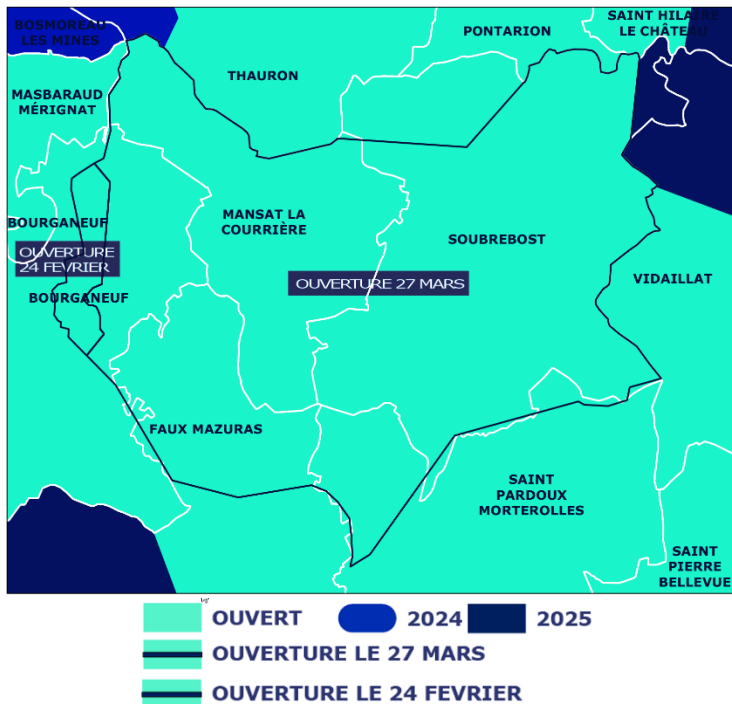 BOSMOREAU
LES MINES
PONTARION
SAINT HILAIRE
LE CHÂTEAU
THAURON
MASBARAUD
MÉRIGNAT
BOURGANEUF
OUVERTURE
24 FEVRIER
BOURGANEUF
MANSAT LA
COURRIÈRE
SOUBREBOST
OUVERTURE 27 MARS
VIDAILLAT
FAUX MAZURAS
SAINT
PARDOUX
MORTEROLLES
SAINT
PIERRE
BELLEVUE
OUVERT 2024 2025
OUVERTURE LE 27 MARS
OUVERTURE LE 24 FEVRIER